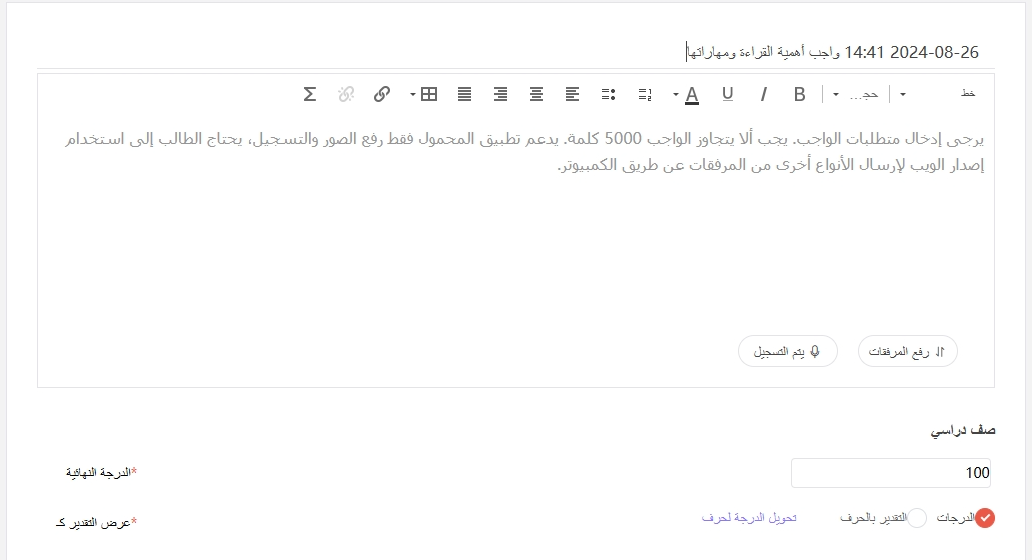 2024-08-26 14:41 واجب أهمية القراءة ومهاراتها
خط حجـ... B I U A Σ
يرجى إدخال متطلبات الواجب. يجب ألا يتجاوز الواجب 5000 كلمة. يدعم تطبيق المحمول فقط رفع الصور والتسجيل، يحتاج الطالب إلى استخدام
إصدار الويب لإرسال الأنواع أخرى من المرفقات عن طريق الكمبيوتر.
رفع المرفقات يتم التسجيل
صف دراسي
100 *الدرجة النهائية
الدرجات التقدير بالحرف تحويل الدرجة لحرف *عرض التقدير كـ